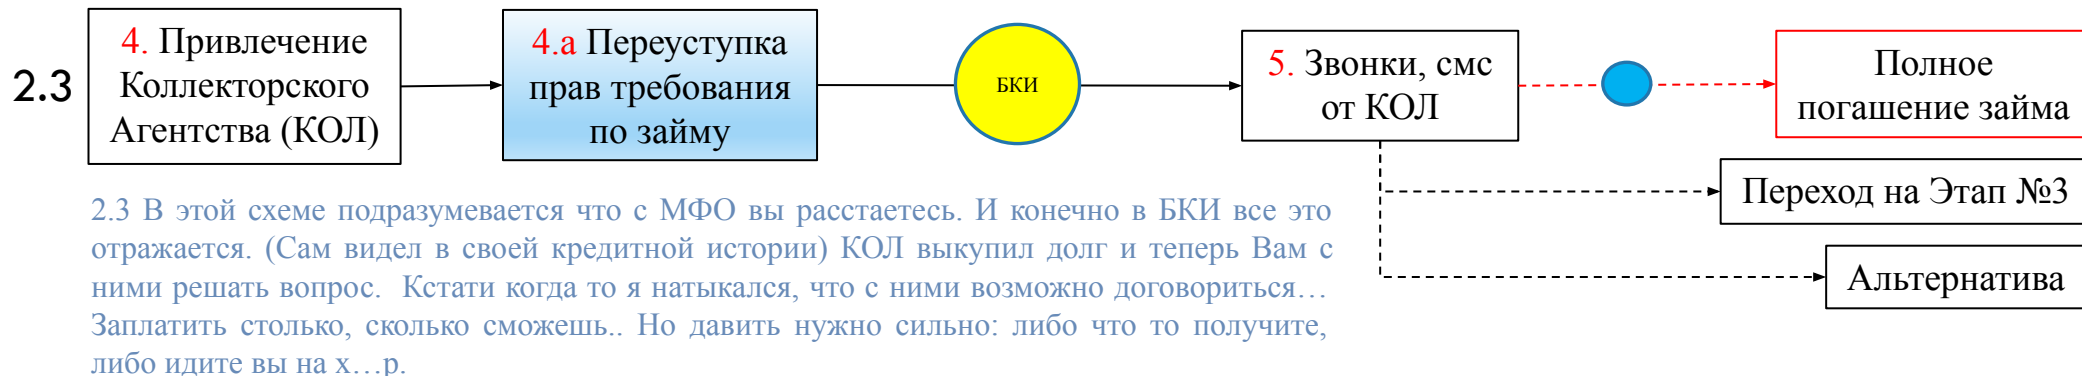 2.3
4. Привлечение
Коллекторского
Агентства (КОЛ)
4.а Переуступка
прав требования
по займу
БКИ
5. Звонки, смс
от КОЛ
Полное
погашение займа
Переход на Этап №3
Альтернатива
2.3 В этой схеме подразумевается что с МФО вы расстаетесь. И конечно в БКИ все это
отражается. (Сам видел в своей кредитной истории) КОЛ выкупил долг и теперь Вам с
ними решать вопрос. Кстати когда то я натыкался, что с ними возможно договориться…
Заплатить столько, сколько сможешь.. Но давить нужно сильно: либо что то получите,
либо идите вы на х…р.